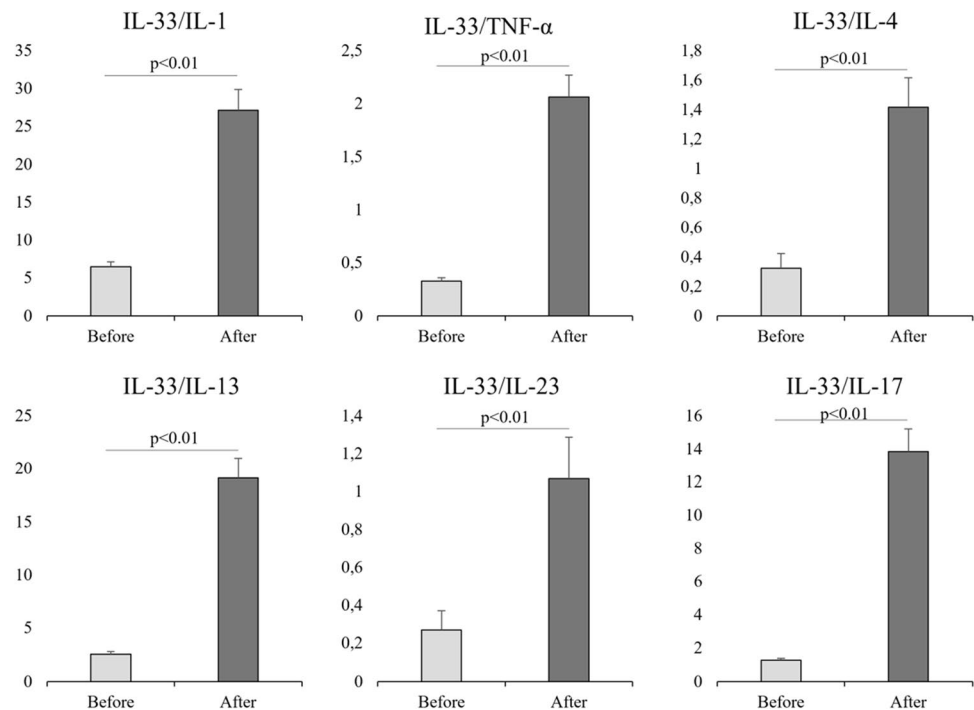 IL-33/IL-1
35
30
25
20
15
10
5
0
p<0.01
Before
After
IL-33/TNF-α
2,5
2
1,5
1
0,5
0
p<0.01
Before
After
IL-33/IL-4
1,8
1,6
1,4
1,2
1
0,8
0,6
0,4
0,2
0
p<0.01
Before
After
IL-33/IL-13
25
20
15
10
5
0
p<0.01
Before
After
IL-33/IL-23
1,4
1,2
1
0,8
0,6
0,4
0,2
0
p<0.01
Before
After
IL-33/IL-17
16
14
12
10
8
6
4
2
0
p<0.01
Before
After